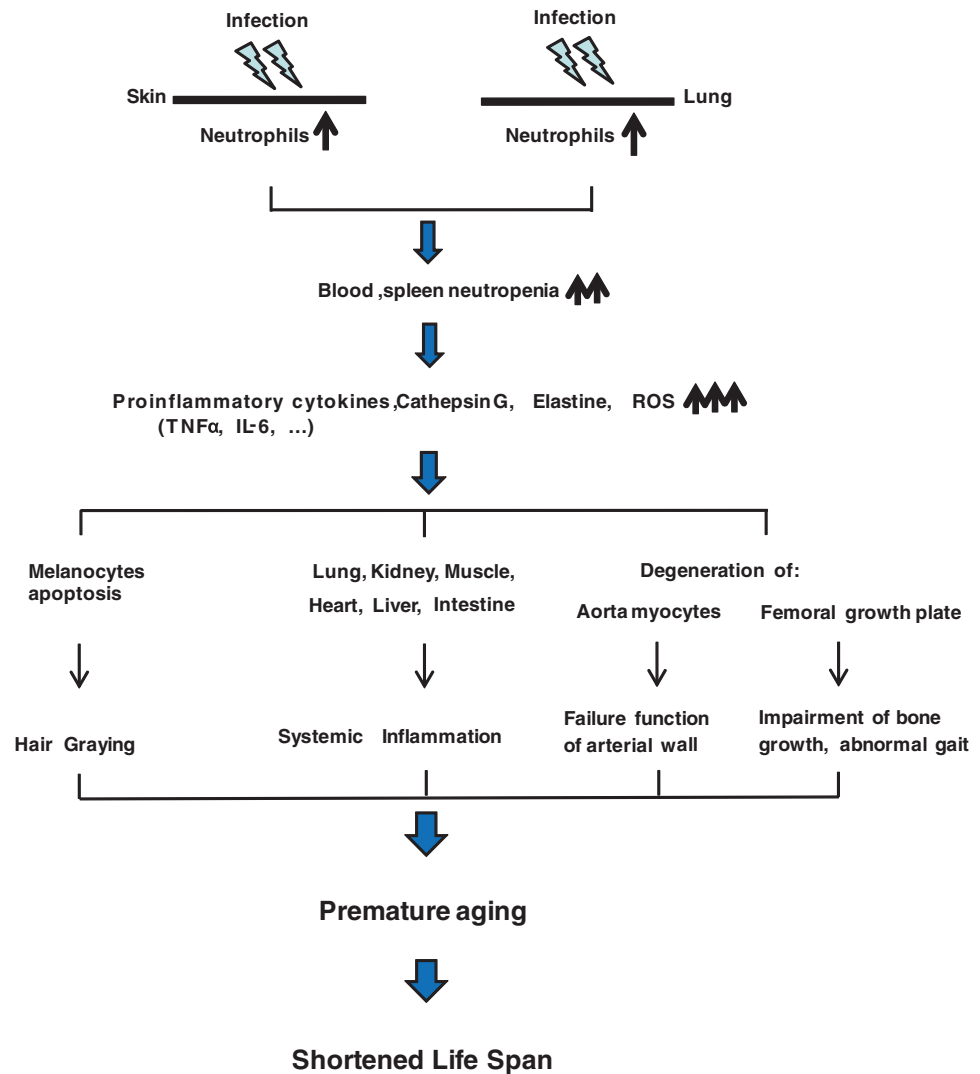 Infection
Infection
Skin
Lung
Neutrophils
Neutrophils
Blood ,spleen neutropenia
Proinflammatory cytokines, Cathepsin G, Elastine, ROS
(TNFα, IL-6, ...)
Melanocytes
apoptosis
Lung, Kidney, Muscle,
Heart, Liver, Intestine
Degeneration of:
Aorta myocytes
Femoral growth plate
Hair Graying
Systemic Inflammation
Failure function
of arterial wall
Impairment of bone
growth, abnormal gait
Premature aging
Shortened Life Span